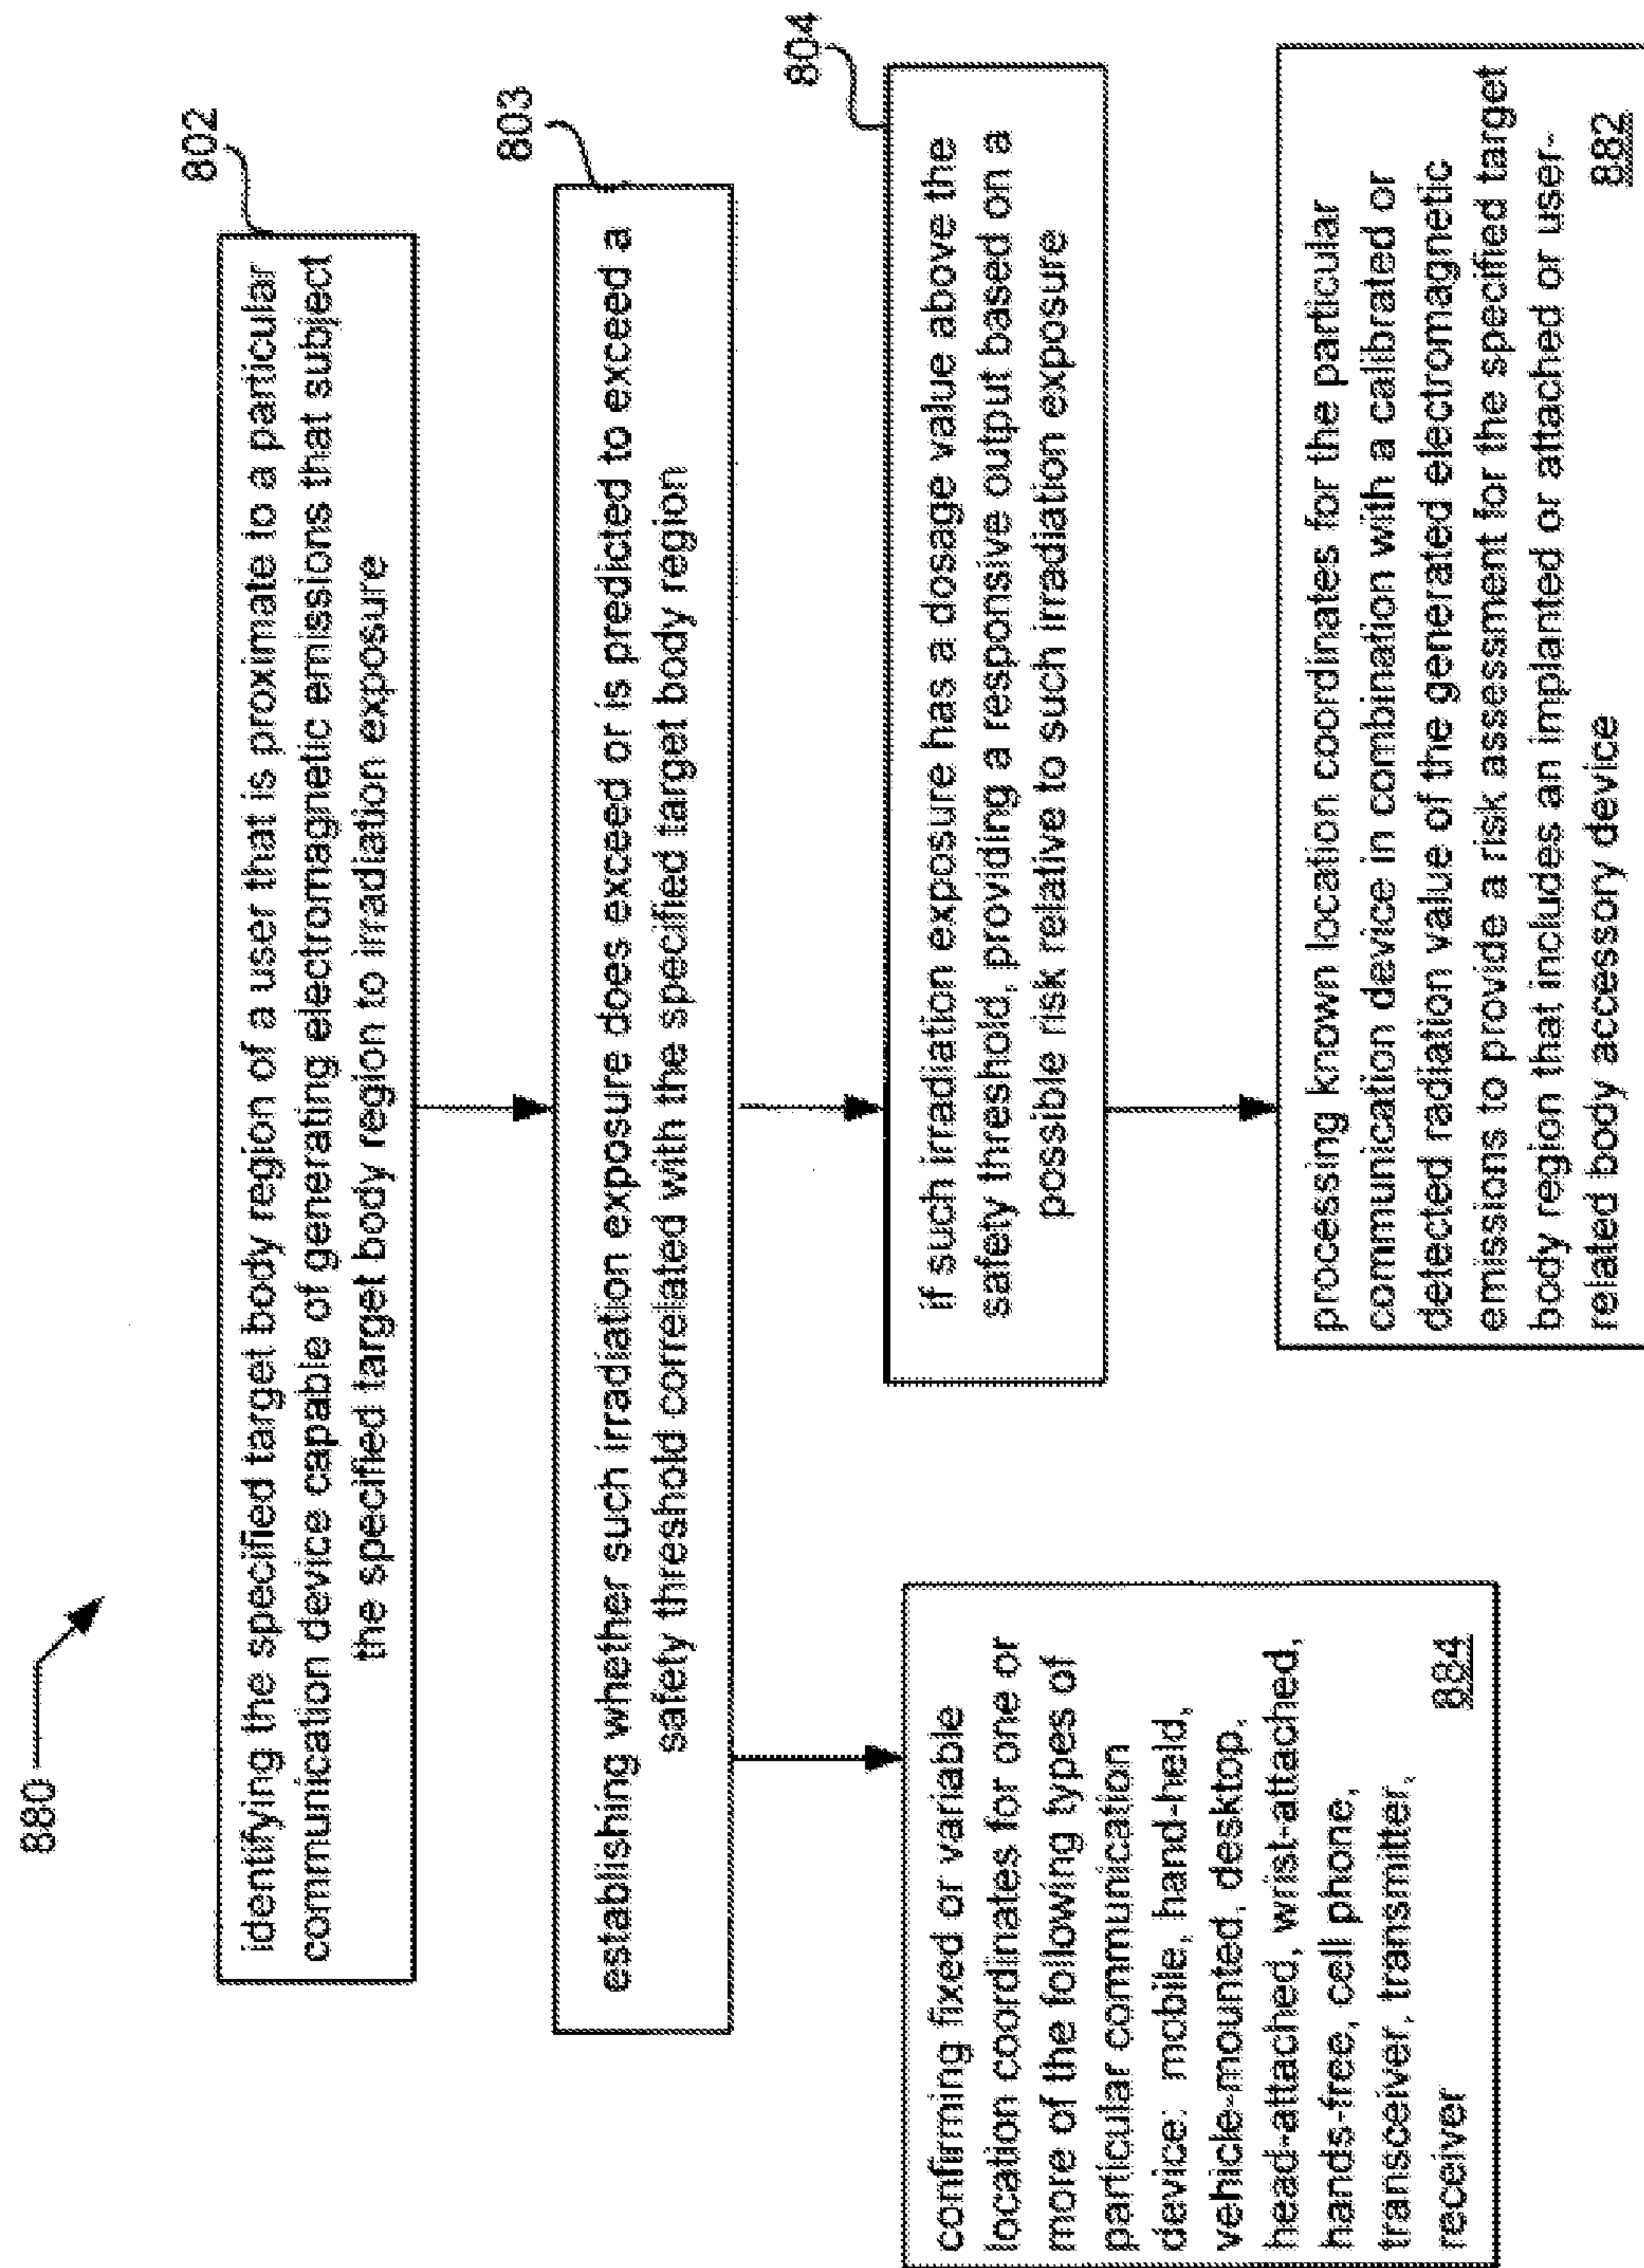 880
802
identifying the specified target body region of a user that is proximate to a particular
communication device capable of generating electromagnetic emissions that subject
the specified target body region to irradiation exposure
803
establishing whether such irradiation exposure does exceed or is predicted to exceed a
safety threshold correlated with the specified target body region
804
if such irradiation exposure has a dosage value above the
safety threshold, providing a responsive output based on a
possible risk relative to such irradiation exposure
confirming fixed or variable
location coordinates for one or
more of the following types of
particular communication
device: mobile, hand-held,
vehicle-mounted, desktop,
head-attached, wrist-attached,
hands-free, cell phone,
transceiver, transmitter,
receiver
884
processing known location coordinates for the particular
communication device in combination with a calibrated or
detected radiation value of the generated electromagnetic
emissions to provide a risk assessment for the specified target
body region that includes an implanted or attached or user-
related body accessory device
882